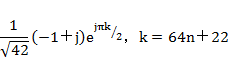 1/√42 (-1+j)e^(jπk/2), k = 64n+22